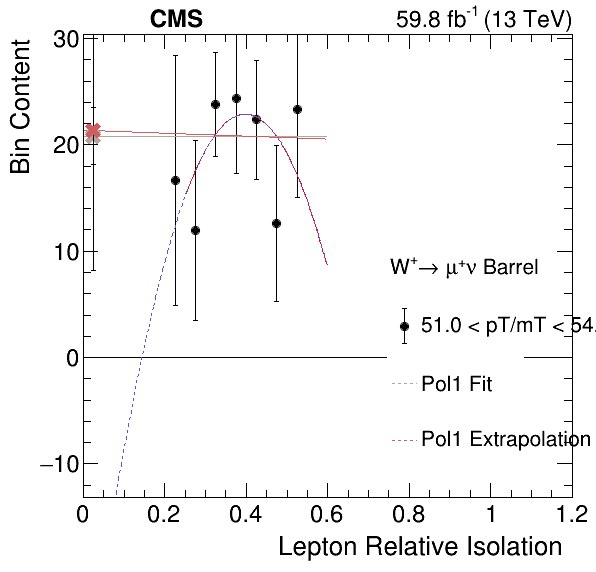 CMS 59.8 fb⁻¹ (13 TeV)
Bin Content
30
20
10
0
−10
W⁺→ μ⁺ν Barrel
51.0 < pT/mT < 54.
Pol1 Fit
Pol1 Extrapolation
0 0.2 0.4 0.6 0.8 1 1.2
Lepton Relative Isolation